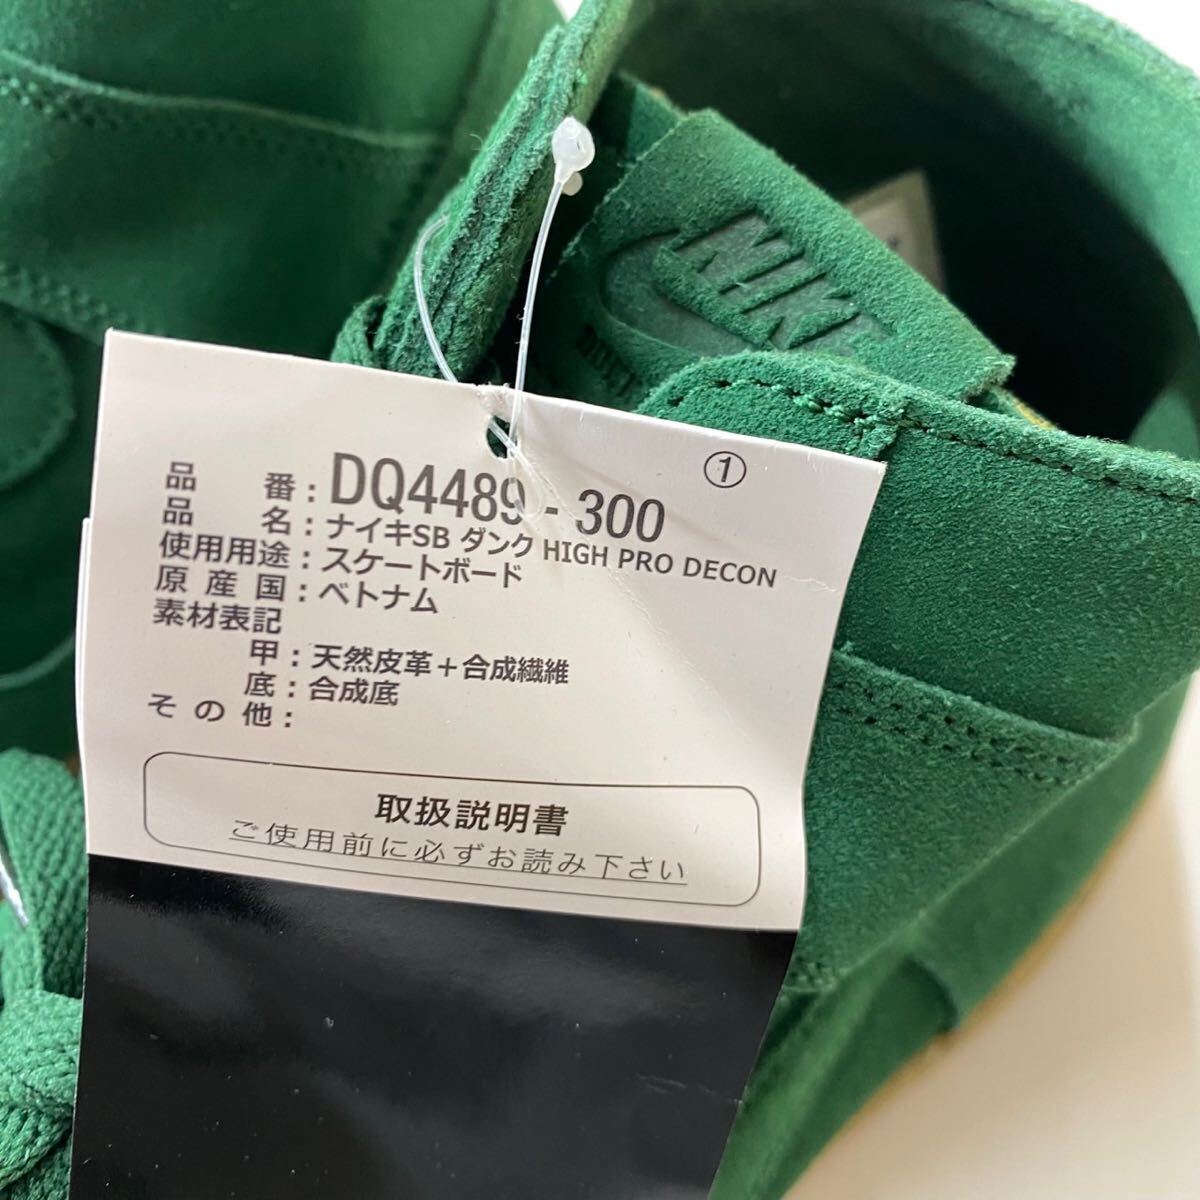 NIKE
①
品番：DQ4489-300
品名：ナイキSB ダンク HIGH PRO DECON
使用用途：スケートボード
原産国：ベトナム
素材表記
甲：天然皮革＋合成繊維
底：合成底
その他：
取扱説明書
ご使用前に必ずお読み下さい